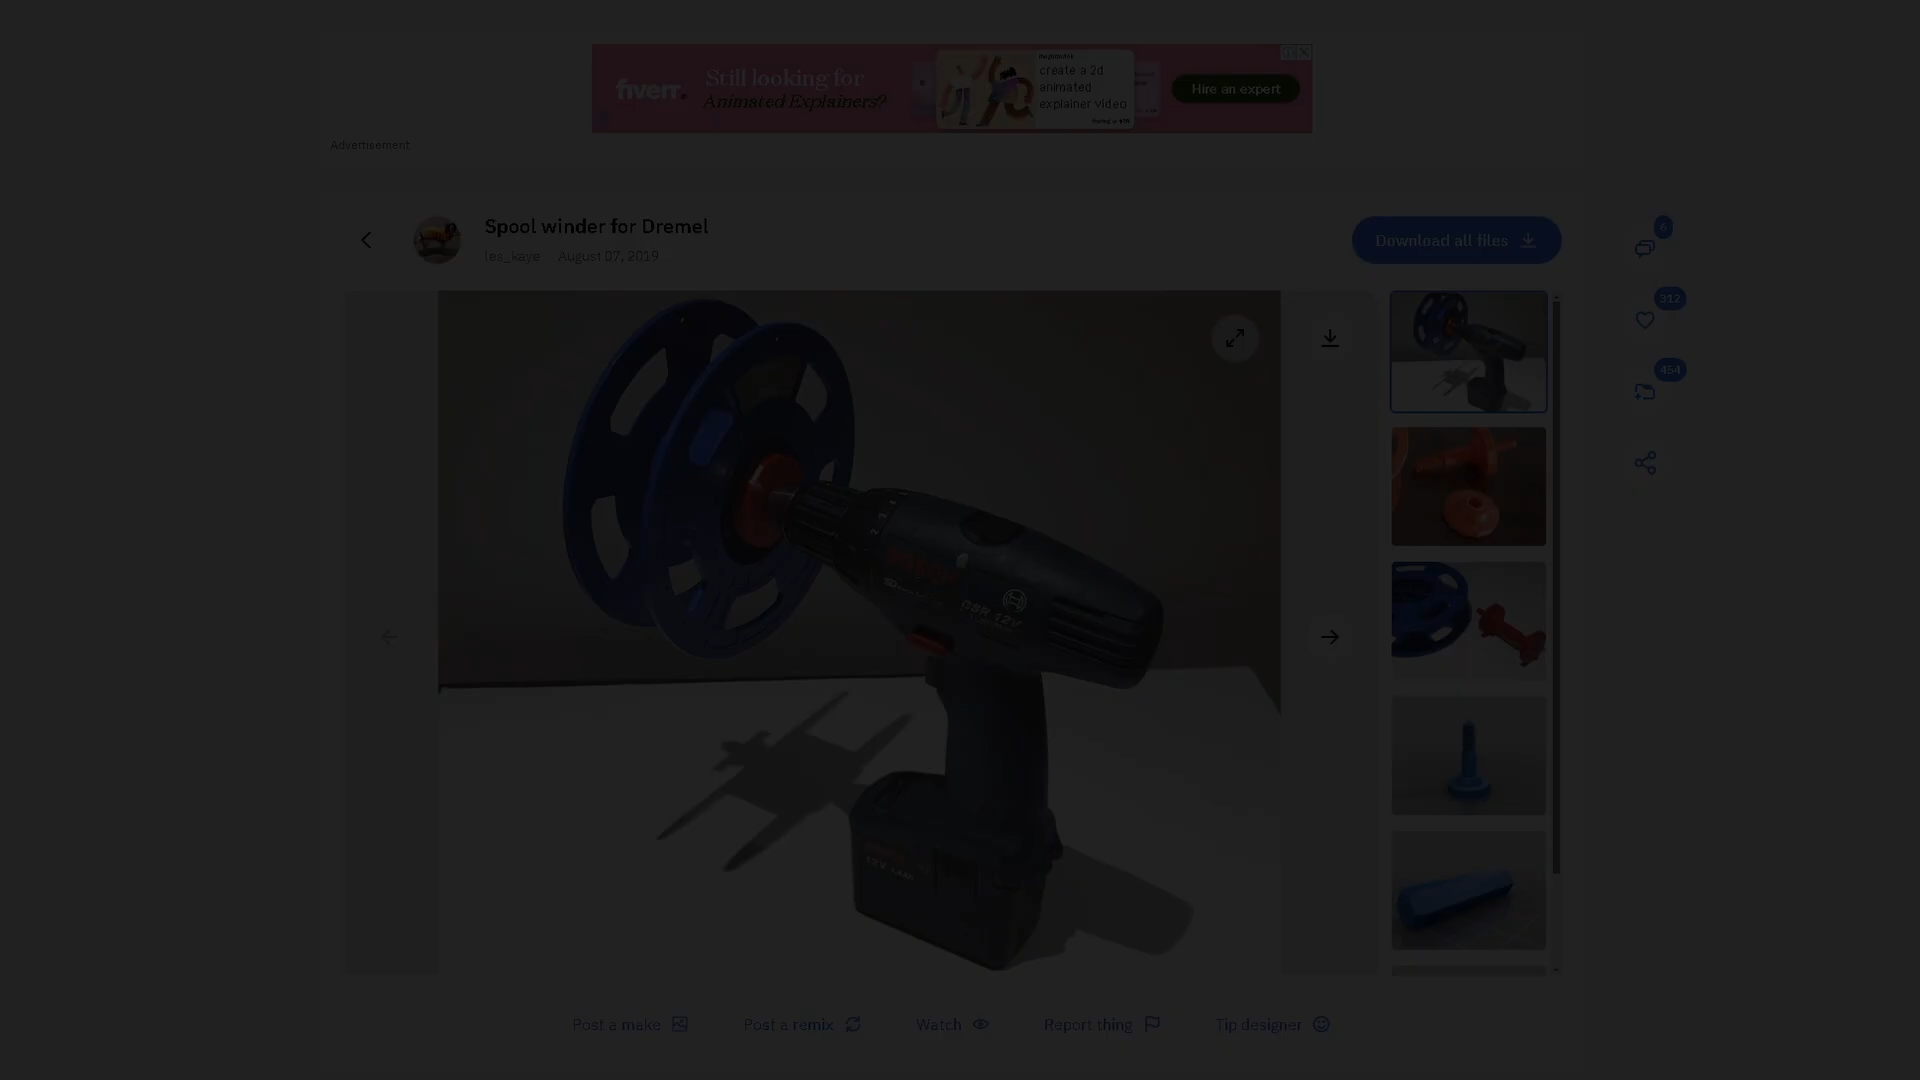 fiverr.
Still looking for
Animated Explainers?
create a 2d
animated
explainer video
Hire an expert
Advertisement
Spool winder for Dremel
les_kaye August 07, 2019
Download all files
6
312
454
GSR 12V
12V
Post a make
Post a remix
Watch
Report thing
Tip designer